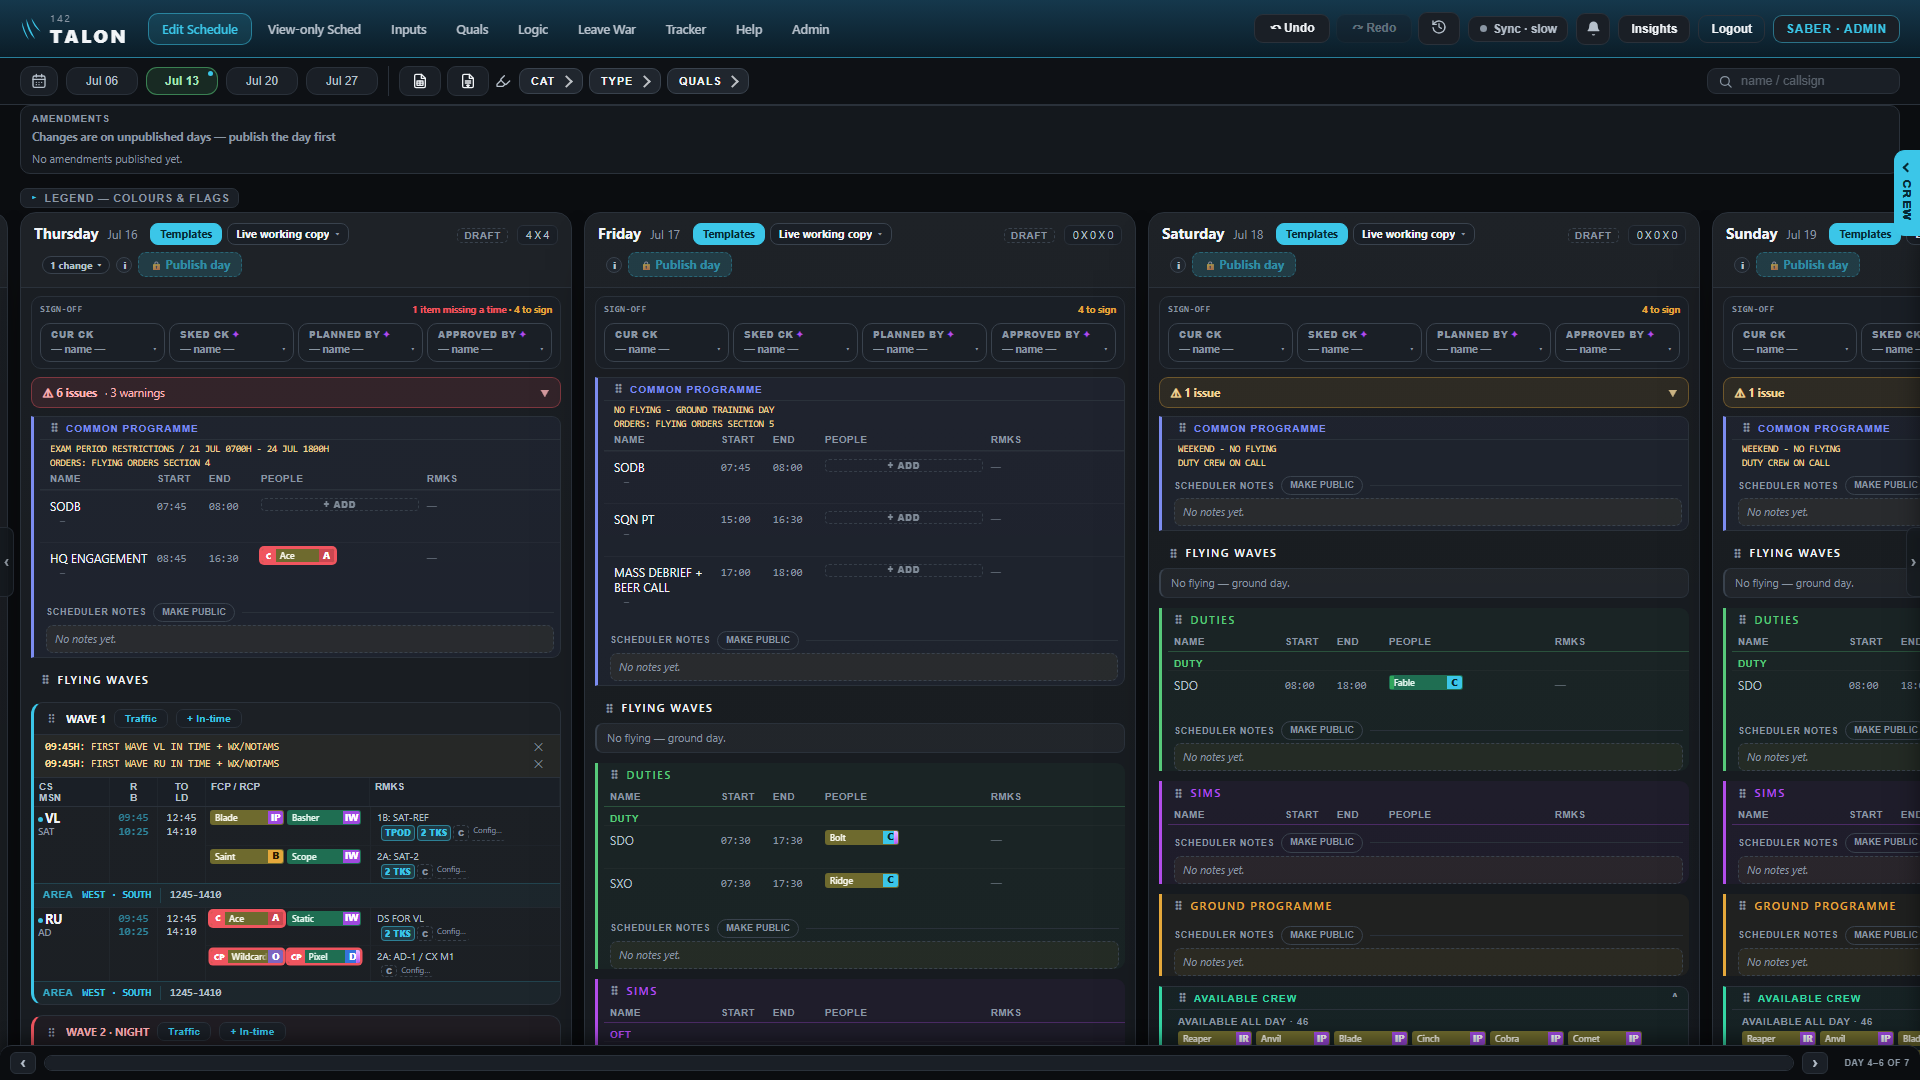 142
TALON
Edit Schedule
View-only Sched
Inputs
Quals
Logic
Leave War
Tracker
Help
Admin
Undo
Redo
Sync · slow
Insights
Logout
SABER · ADMIN
Jul 06
Jul 13
Jul 20
Jul 27
CAT
TYPE
QUALS
name / callsign
AMENDMENTS
Changes are on unpublished days — publish the day first
No amendments published yet.
LEGEND — COLOURS & FLAGS
CREW
Thursday Jul 16 Templates Live working copy DRAFT 4X4
1 change i Publish day
SIGN-OFF 1 item missing a time · 4 to sign
CUR CK SKED CK PLANNED BY APPROVED BY
— name — — name — — name — — name —
6 issues · 3 warnings
COMMON PROGRAMME
EXAM PERIOD RESTRICTIONS / 21 JUL 0700H - 24 JUL 1800H
ORDERS: FLYING ORDERS SECTION 4
NAME START END PEOPLE RMKS
SODB 07:45 08:00 + ADD —
—
HQ ENGAGEMENT 08:45 16:30 C Ace A —
—
SCHEDULER NOTES MAKE PUBLIC
No notes yet.
FLYING WAVES
WAVE 1 Traffic + In-time
09:45H: FIRST WAVE VL IN TIME + WX/NOTAMS
09:45H: FIRST WAVE RU IN TIME + WX/NOTAMS
CS R TO FCP / RCP RMKS
MSN B LD
VL 09:45 12:45 Blade IP Basher IW 1B: SAT-REF
SAT 10:25 14:10 TPOD 2 TKS C Config...
Saint B Scope IW 2A: SAT-2
2 TKS C Config...
AREA WEST · SOUTH 1245-1410
RU 09:45 12:45 C Ace A Static IW DS FOR VL
AD 10:25 14:10 2 TKS C Config...
CP Wildcard O CP Pixel D 2A: AD-1 / CX M1
C Config...
AREA WEST · SOUTH 1245-1410
WAVE 2 · NIGHT Traffic + In-time
Friday Jul 17 Templates Live working copy DRAFT 0X0X0
i Publish day
SIGN-OFF 4 to sign
CUR CK SKED CK PLANNED BY APPROVED BY
— name — — name — — name — — name —
COMMON PROGRAMME
NO FLYING - GROUND TRAINING DAY
ORDERS: FLYING ORDERS SECTION 5
NAME START END PEOPLE RMKS
SODB 07:45 08:00 + ADD —
—
SQN PT 15:00 16:30 + ADD —
—
MASS DEBRIEF + 17:00 18:00 + ADD —
BEER CALL
—
SCHEDULER NOTES MAKE PUBLIC
No notes yet.
FLYING WAVES
No flying — ground day.
DUTIES
NAME START END PEOPLE RMKS
DUTY
SDO 07:30 17:30 Bolt C —
SXO 07:30 17:30 Ridge C —
SCHEDULER NOTES MAKE PUBLIC
No notes yet.
SIMS
NAME START END PEOPLE RMKS
OFT
Saturday Jul 18 Templates Live working copy DRAFT 0X0X0
i Publish day
SIGN-OFF 4 to sign
CUR CK SKED CK PLANNED BY APPROVED BY
— name — — name — — name — — name —
1 issue
COMMON PROGRAMME
WEEKEND - NO FLYING
DUTY CREW ON CALL
SCHEDULER NOTES MAKE PUBLIC
No notes yet.
FLYING WAVES
No flying — ground day.
DUTIES
NAME START END PEOPLE RMKS
DUTY
SDO 08:00 18:00 Fable C —
SCHEDULER NOTES MAKE PUBLIC
No notes yet.
SIMS
NAME START END PEOPLE RMKS
SCHEDULER NOTES MAKE PUBLIC
No notes yet.
GROUND PROGRAMME
SCHEDULER NOTES MAKE PUBLIC
No notes yet.
AVAILABLE CREW
AVAILABLE ALL DAY · 46
Reaper IR Anvil IP Blade IP Cinch IP Cobra IP Comet IP
Sunday Jul 19 Templates
i Publish day
SIGN-OFF
CUR CK SKED CK
— name — — name —
1 issue
COMMON PROGRAMME
WEEKEND - NO FLYING
DUTY CREW ON CALL
SCHEDULER NOTES MAKE PUBLIC
No notes yet.
FLYING WAVES
No flying — ground day.
DUTIES
NAME START END
DUTY
SDO 08:00 18:
SCHEDULER NOTES MAKE PUBLIC
No notes yet.
SIMS
NAME START END
SCHEDULER NOTES MAKE PUBLIC
No notes yet.
GROUND PROGRAMME
SCHEDULER NOTES MAKE PUBLIC
No notes yet.
AVAILABLE CREW
AVAILABLE ALL DAY · 46
Reaper IR Anvil IP Blad
DAY 4–6 OF 7